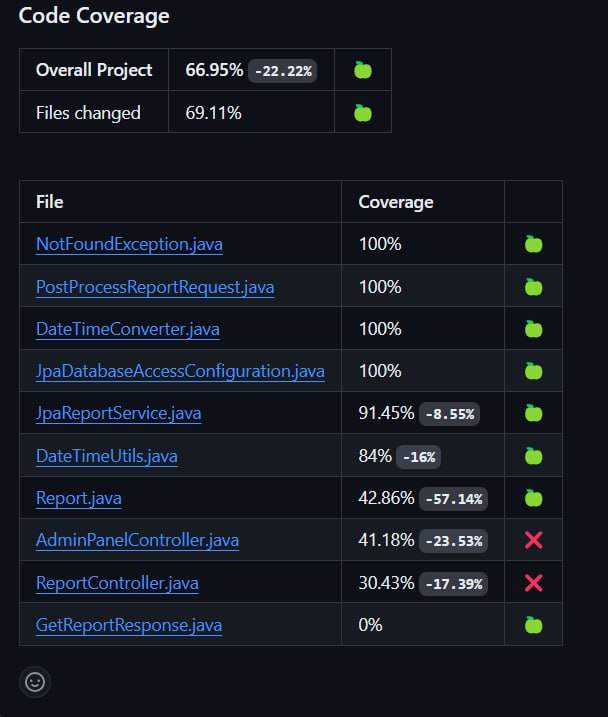 Code Coverage
Overall Project 66.95% -22.22%
Files changed 69.11%
File Coverage
NotFoundException.java 100%
PostProcessReportRequest.java 100%
DateTimeConverter.java 100%
JpaDatabaseAccessConfiguration.java 100%
JpaReportService.java 91.45% -8.55%
DateTimeUtils.java 84% -16%
Report.java 42.86% -57.14%
AdminPanelController.java 41.18% -23.53%
ReportController.java 30.43% -17.39%
GetReportResponse.java 0%